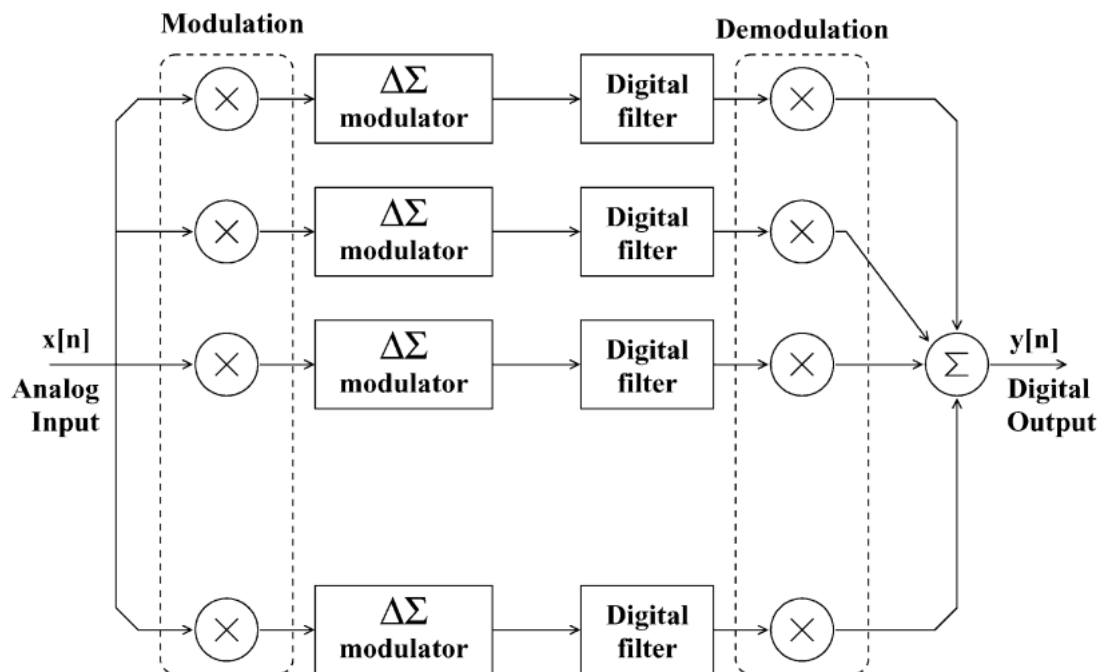 Modulation
Demodulation
×
ΔΣ
modulator
Digital
filter
×
×
ΔΣ
modulator
Digital
filter
×
x[n]
Analog
Input
×
ΔΣ
modulator
Digital
filter
×
Σ
y[n]
Digital
Output
×
ΔΣ
modulator
Digital
filter
×